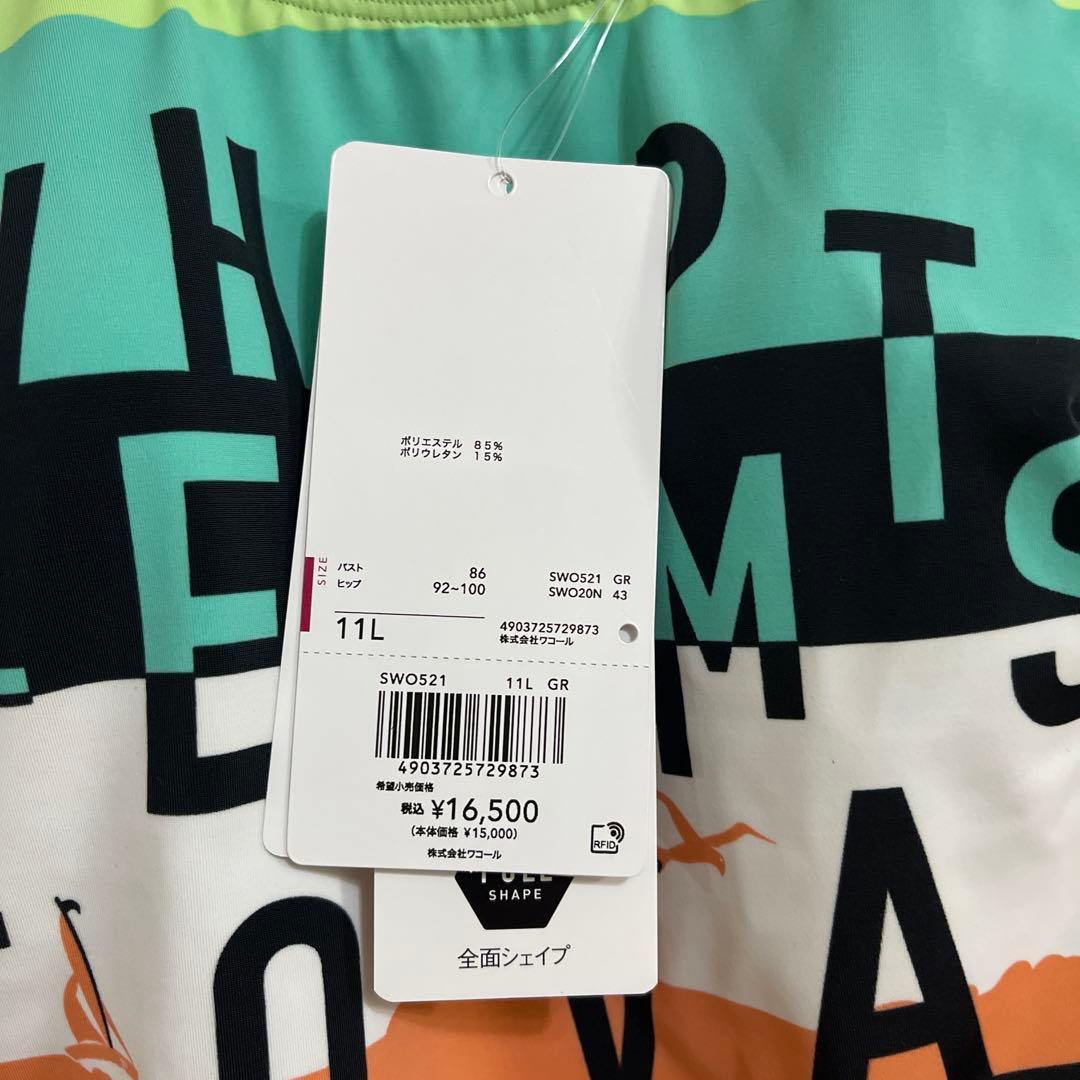 ポリエステル 85%
ポリウレタン 15%
SIZE
バスト 86
ヒップ 92~100
SWO521 GR
SWO20N 43
11L
4903725729873
株式会社ワコール
SWO521 11L GR
4903725729873
希望小売価格
税込 ¥16,500
(本体価格 ¥15,000)
株式会社ワコール
RFID
FULL
SHAPE
全面シェイプ
H
T
E M S
O V A